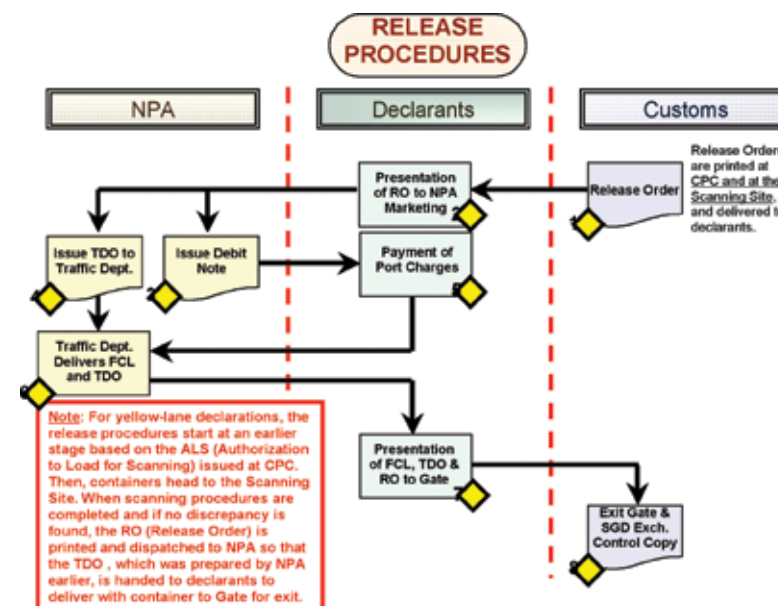 RELEASE
PROCEDURES
NPA
Declarants
Customs
Release Order
are printed at
CPC and at the
Scanning Site,
and delivered t
declarants.
Presentation
of RO to NPA
Marketing
Release Order
Issue TDO to
Traffic Dept.
Issue Debit
Note
Payment of
Port Charges
Traffic Dept.
Delivers FCL
and TDO
Note: For yellow-lane declarations, the
release procedures start at an earlier
stage based on the ALS (Authorization
to Load for Scanning) issued at CPC.
Then, containers head to the Scanning
Site. When scanning procedures are
completed and if no discrepancy is
found, the RO (Release Order) is
printed and dispatched to NPA so that
the TDO , which was prepared by NPA
earlier, is handed to declarants to
deliver with container to Gate for exit.
Presentation
of FCL, TDO &
RO to Gate
Exit Gate &
SGD Exch.
Control Copy